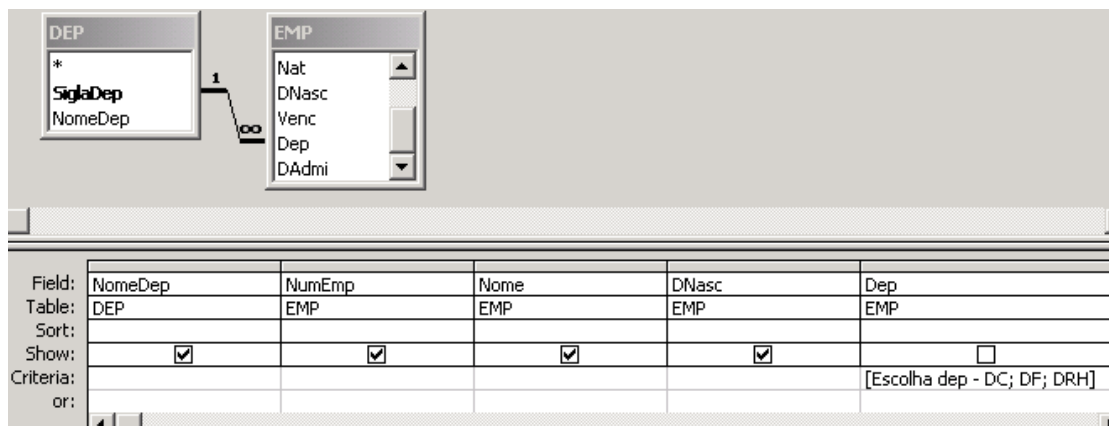 DEP
*
SiglaDep
NomeDep
1
∞
EMP
Nat
DNasc
Venc
Dep
DAdmi
Field: NomeDep NumEmp Nome DNasc Dep
Table: DEP EMP EMP EMP EMP
Sort:
Show:
Criteria: [Escolha dep - DC; DF; DRH]
or: